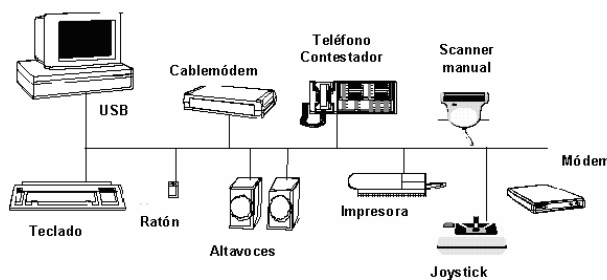 Teléfono
Contestador
Scanner
manual
Cablemódem
USB
Módem
Teclado
Ratón
Altavoces
Impresora
Joystick